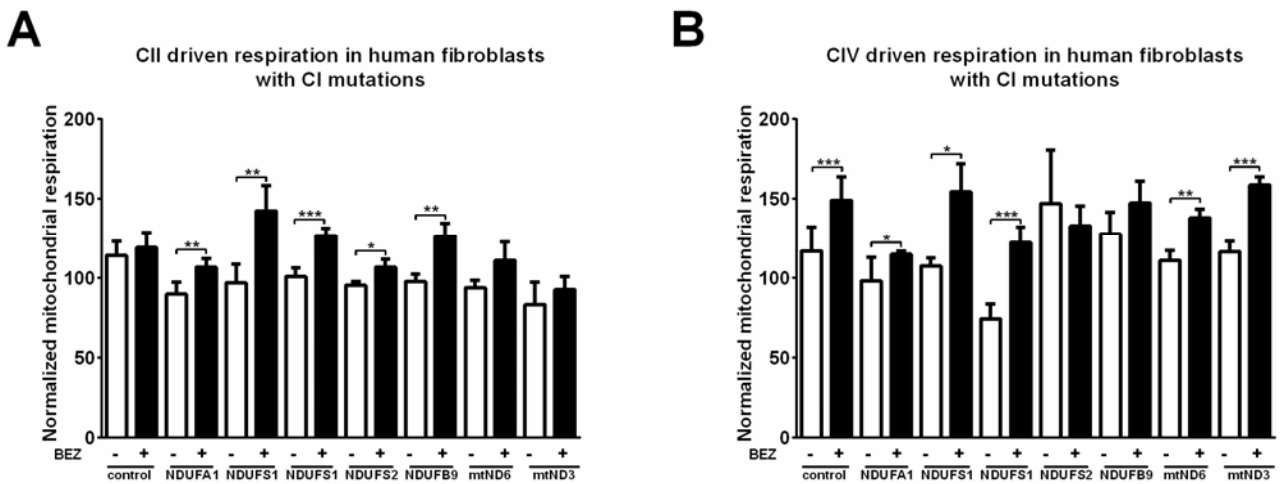 A
CII driven respiration in human fibroblasts
with CI mutations
Normalized mitochondrial respiration
200
150
100
50
0
** ** *** * **
BEZ - + - + - + - + - + - + - + - +
control NDUFA1 NDUFS1 NDUFS1 NDUFS2 NDUFB9 mtND6 mtND3
B
CIV driven respiration in human fibroblasts
with CI mutations
Normalized mitochondrial respiration
200
150
100
50
0
*** * * *** ** ***
BEZ - + - + - + - + - + - + - + - +
control NDUFA1 NDUFS1 NDUFS1 NDUFS2 NDUFB9 mtND6 mtND3